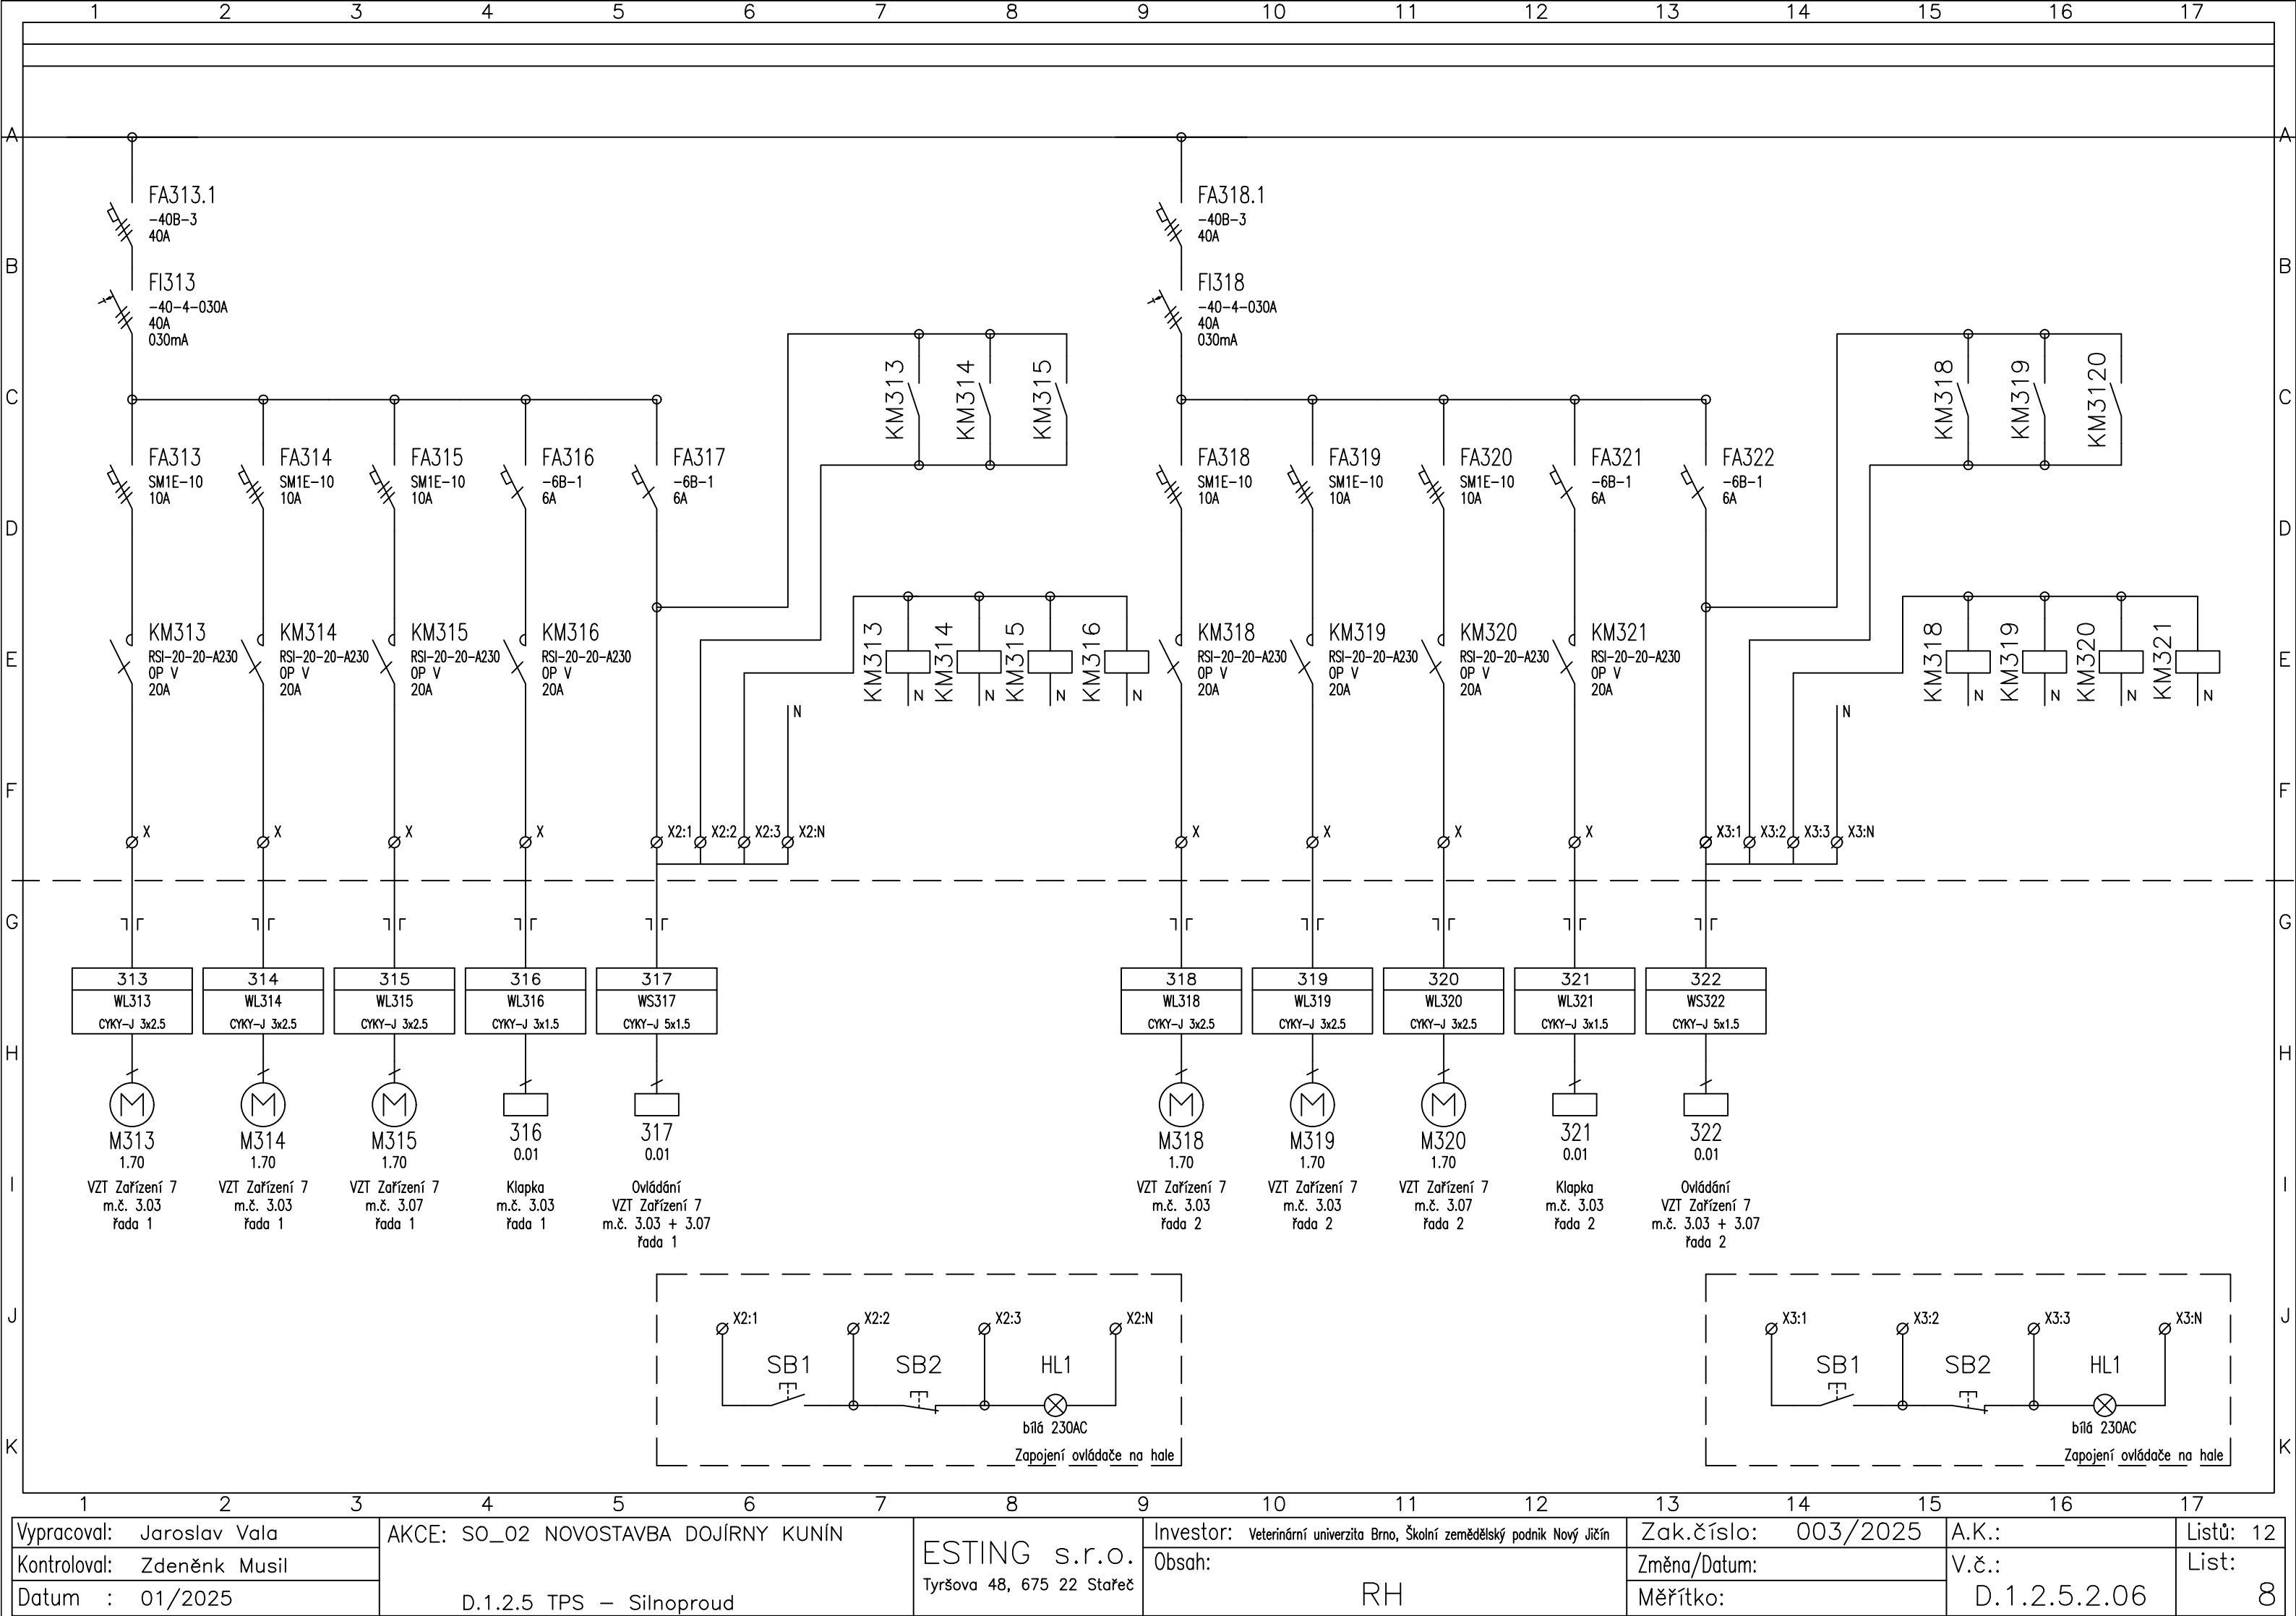 1 2 3 4 5 6 7 8 9 10 11 12 13 14 15 16 17
A A
FA313.1
-40B-3
40A
FA318.1
-40B-3
40A
B B
FI313
-40-4-030A
40A
030mA
FI318
-40-4-030A
40A
030mA
KM313 KM314 KM315
KM318 KM319 KM3120
C C
FA313
SM1E-10
10A
FA314
SM1E-10
10A
FA315
SM1E-10
10A
FA316
-6B-1
6A
FA317
-6B-1
6A
FA318
SM1E-10
10A
FA319
SM1E-10
10A
FA320
SM1E-10
10A
FA321
-6B-1
6A
FA322
-6B-1
6A
D D
KM313
RSI-20-20-A230
0P V
20A
KM314
RSI-20-20-A230
0P V
20A
KM315
RSI-20-20-A230
0P V
20A
KM316
RSI-20-20-A230
0P V
20A
KM313 KM314 KM315 KM316
N N N N
N
KM318
RSI-20-20-A230
0P V
20A
KM319
RSI-20-20-A230
0P V
20A
KM320
RSI-20-20-A230
0P V
20A
KM321
RSI-20-20-A230
0P V
20A
KM318 KM319 KM320 KM321
N N N N
N
E E
F F
X X X X X2:1 X2:2 X2:3 X2:N X X X X X3:1 X3:2 X3:3 X3:N
G G
313
WL313
CYKY-J 3x2.5
314
WL314
CYKY-J 3x2.5
315
WL315
CYKY-J 3x2.5
316
WL316
CYKY-J 3x1.5
317
WS317
CYKY-J 5x1.5
318
WL318
CYKY-J 3x2.5
319
WL319
CYKY-J 3x2.5
320
WL320
CYKY-J 3x2.5
321
WL321
CYKY-J 3x1.5
322
WS322
CYKY-J 5x1.5
H H
M
M313
1.70
VZT Zařízení 7
m.č. 3.03
řada 1
M
M314
1.70
VZT Zařízení 7
m.č. 3.03
řada 1
M
M315
1.70
VZT Zařízení 7
m.č. 3.07
řada 1
316
0.01
Klapka
m.č. 3.03
řada 1
317
0.01
Ovládání
VZT Zařízení 7
m.č. 3.03 + 3.07
řada 1
M
M318
1.70
VZT Zařízení 7
m.č. 3.03
řada 2
M
M319
1.70
VZT Zařízení 7
m.č. 3.03
řada 2
M
M320
1.70
VZT Zařízení 7
m.č. 3.07
řada 2
321
0.01
Klapka
m.č. 3.03
řada 2
322
0.01
Ovládání
VZT Zařízení 7
m.č. 3.03 + 3.07
řada 2
I I
J J
X2:1 X2:2 X2:3 X2:N
SB1 SB2 HL1
bílá 230AC
Zapojení ovládače na hale
X3:1 X3:2 X3:3 X3:N
SB1 SB2 HL1
bílá 230AC
Zapojení ovládače na hale
K K
1 2 3 4 5 6 7 8 9 10 11 12 13 14 15 16 17
Vypracoval: Jaroslav Vala
Kontroloval: Zdeněnk Musil
Datum : 01/2025
AKCE: SO_02 NOVOSTAVBA DOJÍRNY KUNÍN
D.1.2.5 TPS - Silnoproud
ESTING s.r.o.
Tyršova 48, 675 22 Stařeč
Investor: Veterinární univerzita Brno, Školní zemědělský podnik Nový Jičín
Obsah:
RH
Zak.číslo: 003/2025
Změna/Datum:
Měřítko:
A.K.:
V.č.:
D.1.2.5.2.06
Listů: 12
List:
8